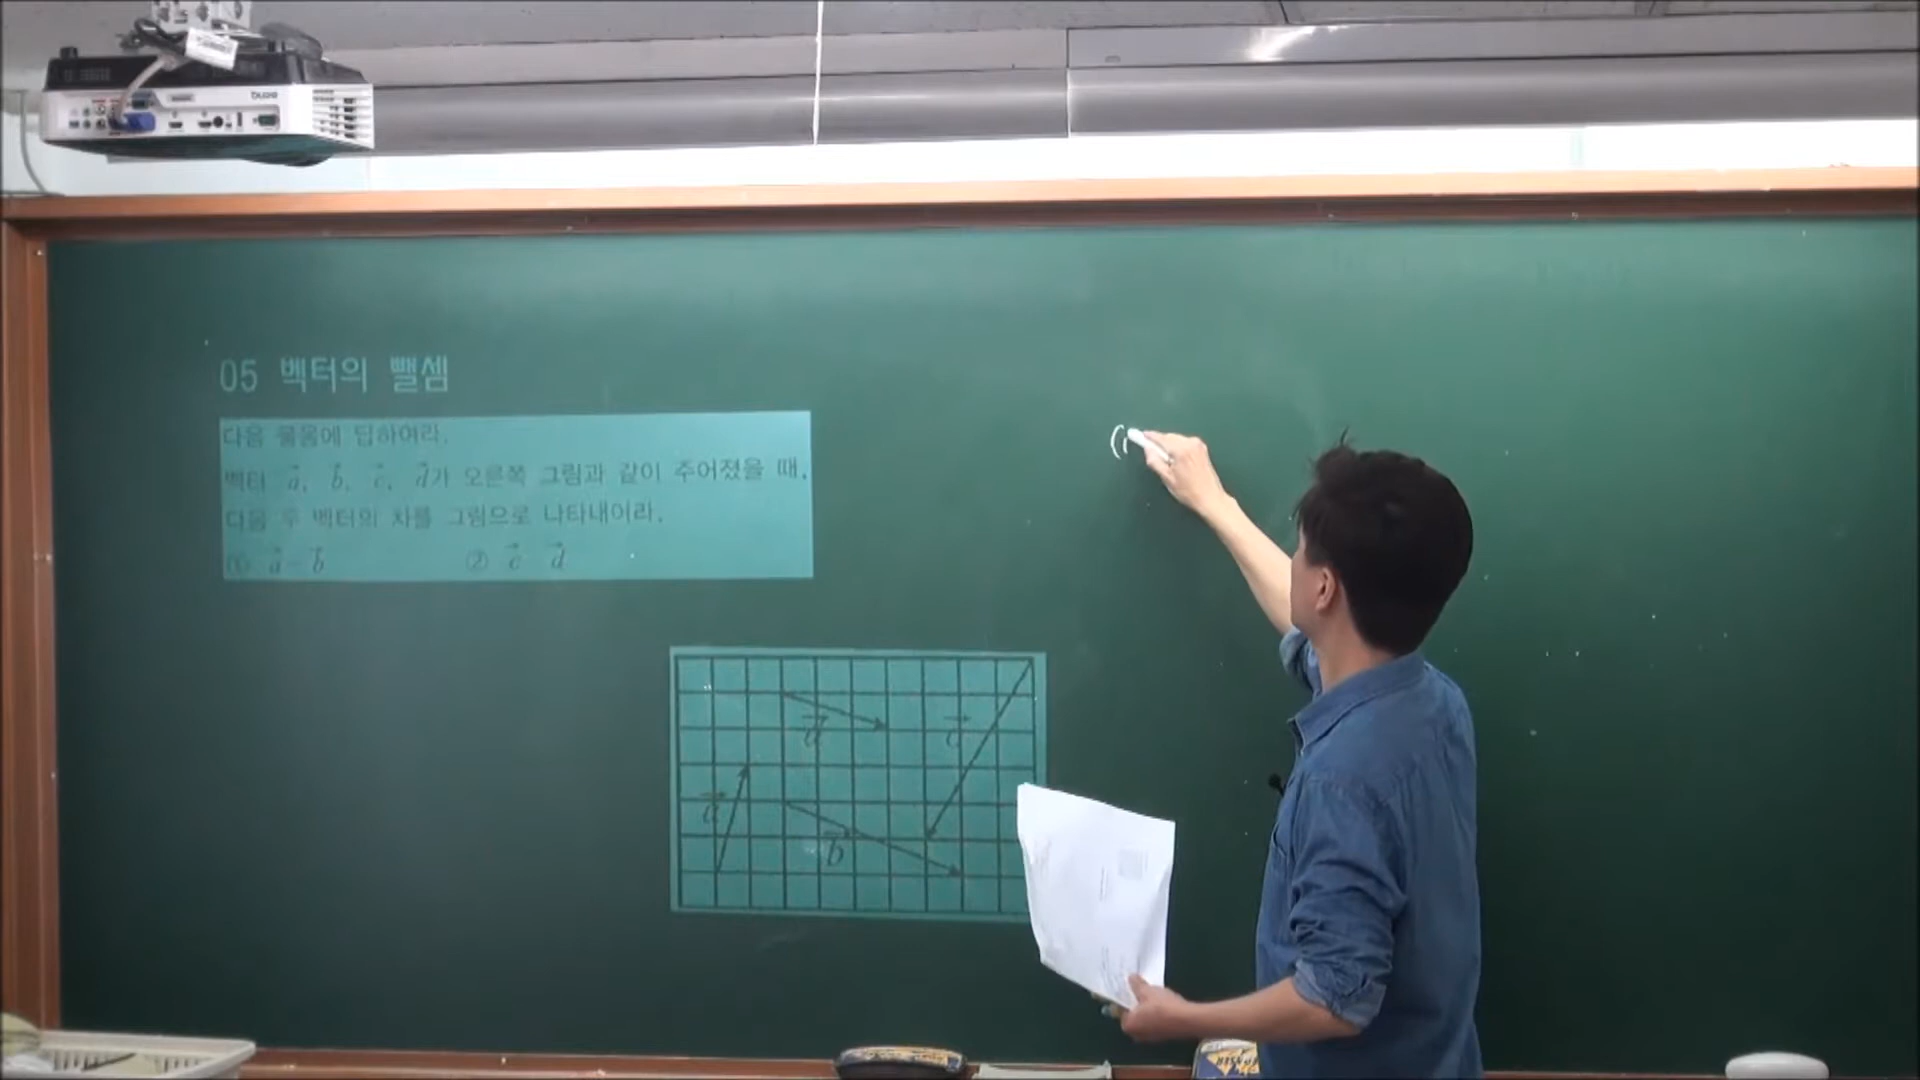 05 벡터의 뺄셈
다음 물음에 답하여라.
벡터 a⃗, b⃗, c⃗, d⃗가 오른쪽 그림과 같이 주어졌을 때,
다음 두 벡터의 차를 그림으로 나타내어라.
① a⃗ - b⃗ ② c⃗ d⃗
d⃗ c⃗
a⃗
b⃗
(